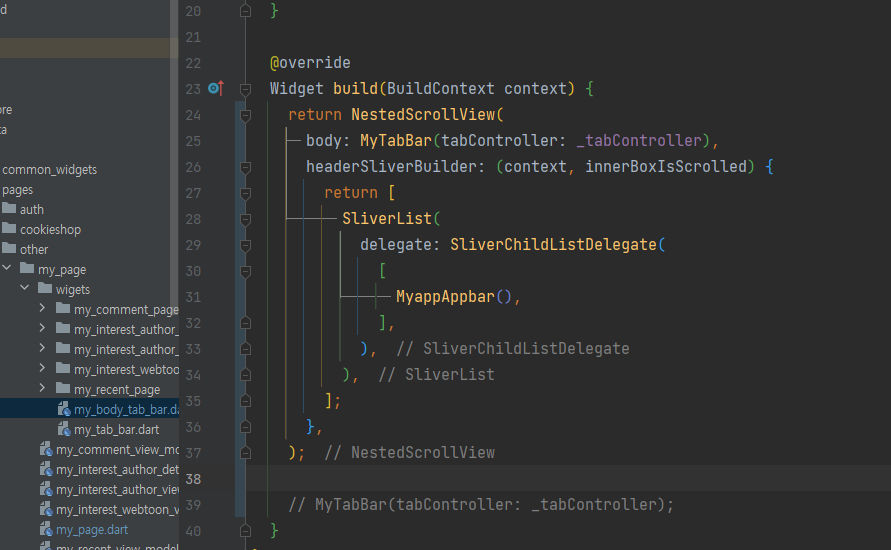 d
ore
ta
common_widgets
pages
auth
cookieshop
other
my_page
wigets
my_comment_page
my_interest_author_
my_interest_author_
my_interest_webtoo
my_recent_page
my_body_tab_bar.da
my_tab_bar.dart
my_comment_view_mo
my_interest_author_det
my_interest_author_view
my_interest_webtoon_v
my_page.dart
my_recent_view_model
20 }
21
22 @override
23 Widget build(BuildContext context) {
24 return NestedScrollView(
25 body: MyTabBar(tabController: _tabController),
26 headerSliverBuilder: (context, innerBoxIsScrolled) {
27 return [
28 SliverList(
29 delegate: SliverChildListDelegate(
30 [
31 MyappAppbar(),
32 ],
33 ), // SliverChildListDelegate
34 ), // SliverList
35 ];
36 },
37 ); // NestedScrollView
38
39 // MyTabBar(tabController: _tabController);
40 }